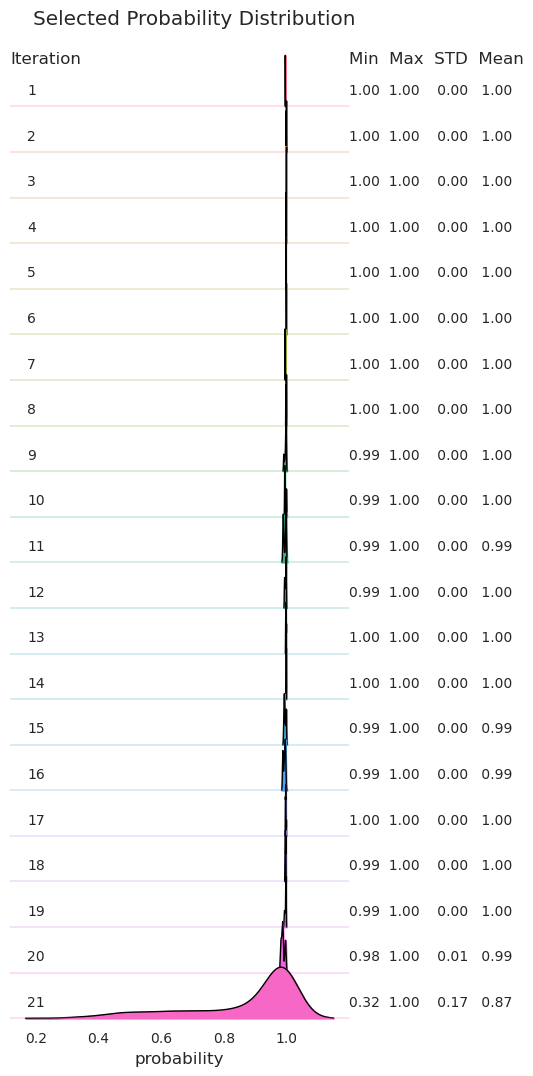 Selected Probability Distribution
Iteration Min Max STD Mean
1 1.00 1.00 0.00 1.00
2 1.00 1.00 0.00 1.00
3 1.00 1.00 0.00 1.00
4 1.00 1.00 0.00 1.00
5 1.00 1.00 0.00 1.00
6 1.00 1.00 0.00 1.00
7 1.00 1.00 0.00 1.00
8 1.00 1.00 0.00 1.00
9 0.99 1.00 0.00 1.00
10 0.99 1.00 0.00 1.00
11 0.99 1.00 0.00 0.99
12 0.99 1.00 0.00 1.00
13 1.00 1.00 0.00 1.00
14 1.00 1.00 0.00 1.00
15 0.99 1.00 0.00 0.99
16 0.99 1.00 0.00 0.99
17 1.00 1.00 0.00 1.00
18 0.99 1.00 0.00 1.00
19 0.99 1.00 0.00 1.00
20 0.98 1.00 0.01 0.99
21 0.32 1.00 0.17 0.87
0.2 0.4 0.6 0.8 1.0
probability